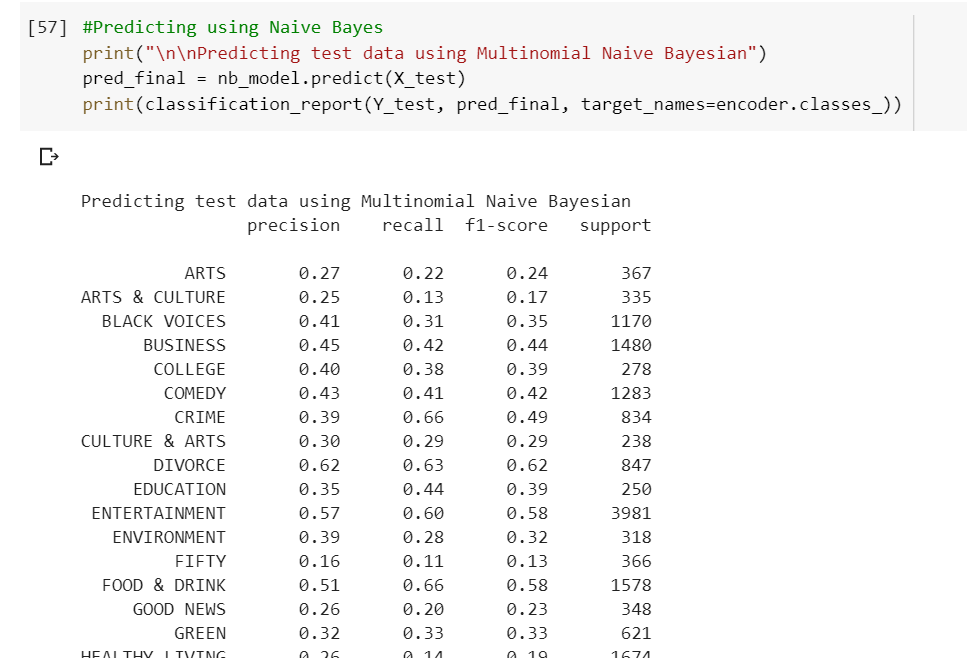 [57] #Predicting using Naive Bayes
print("\n\nPredicting test data using Multinomial Naive Bayesian")
pred_final = nb_model.predict(X_test)
print(classification_report(Y_test, pred_final, target_names=encoder.classes_))
Predicting test data using Multinomial Naive Bayesian
precision recall f1-score support
ARTS 0.27 0.22 0.24 367
ARTS & CULTURE 0.25 0.13 0.17 335
BLACK VOICES 0.41 0.31 0.35 1170
BUSINESS 0.45 0.42 0.44 1480
COLLEGE 0.40 0.38 0.39 278
COMEDY 0.43 0.41 0.42 1283
CRIME 0.39 0.66 0.49 834
CULTURE & ARTS 0.30 0.29 0.29 238
DIVORCE 0.62 0.63 0.62 847
EDUCATION 0.35 0.44 0.39 250
ENTERTAINMENT 0.57 0.60 0.58 3981
ENVIRONMENT 0.39 0.28 0.32 318
FIFTY 0.16 0.11 0.13 366
FOOD & DRINK 0.51 0.66 0.58 1578
GOOD NEWS 0.26 0.20 0.23 348
GREEN 0.32 0.33 0.33 621
HEALTHY LIVING 0.26 0.14 0.19 1674